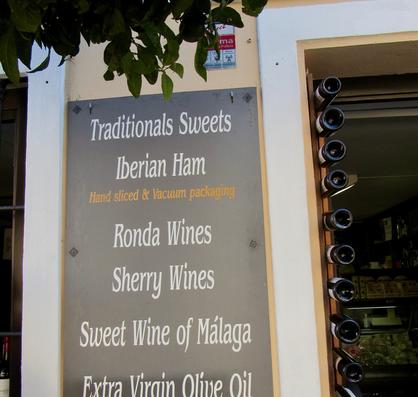 Traditionals Sweets
Iberian Ham
Hand sliced & Vacuum packaging
Ronda Wines
Sherry Wines
Sweet Wine of Málaga
Extra Virgin Olive Oil